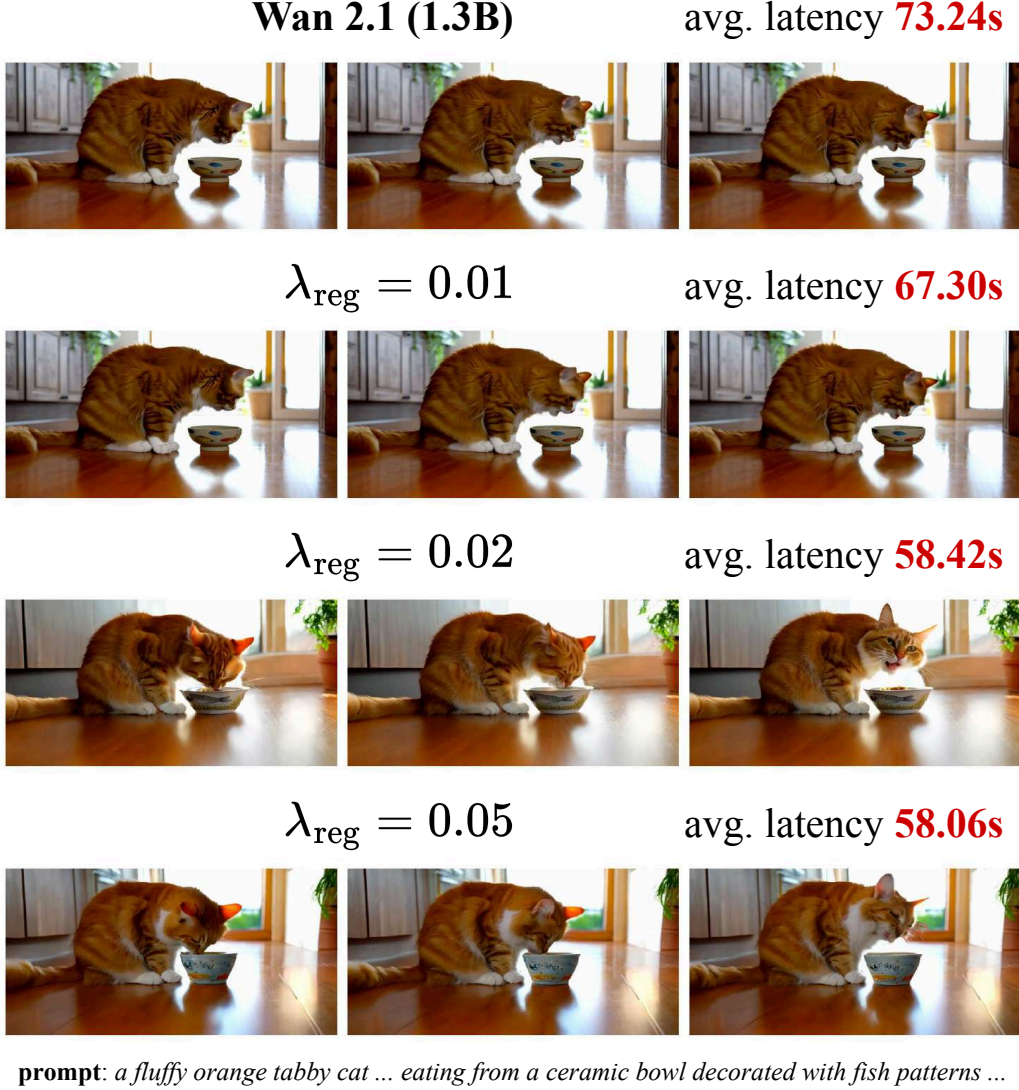 Wan 2.1 (1.3B) avg. latency 73.24s
λreg = 0.01 avg. latency 67.30s
λreg = 0.02 avg. latency 58.42s
λreg = 0.05 avg. latency 58.06s
prompt: a fluffy orange tabby cat ... eating from a ceramic bowl decorated with fish patterns ...